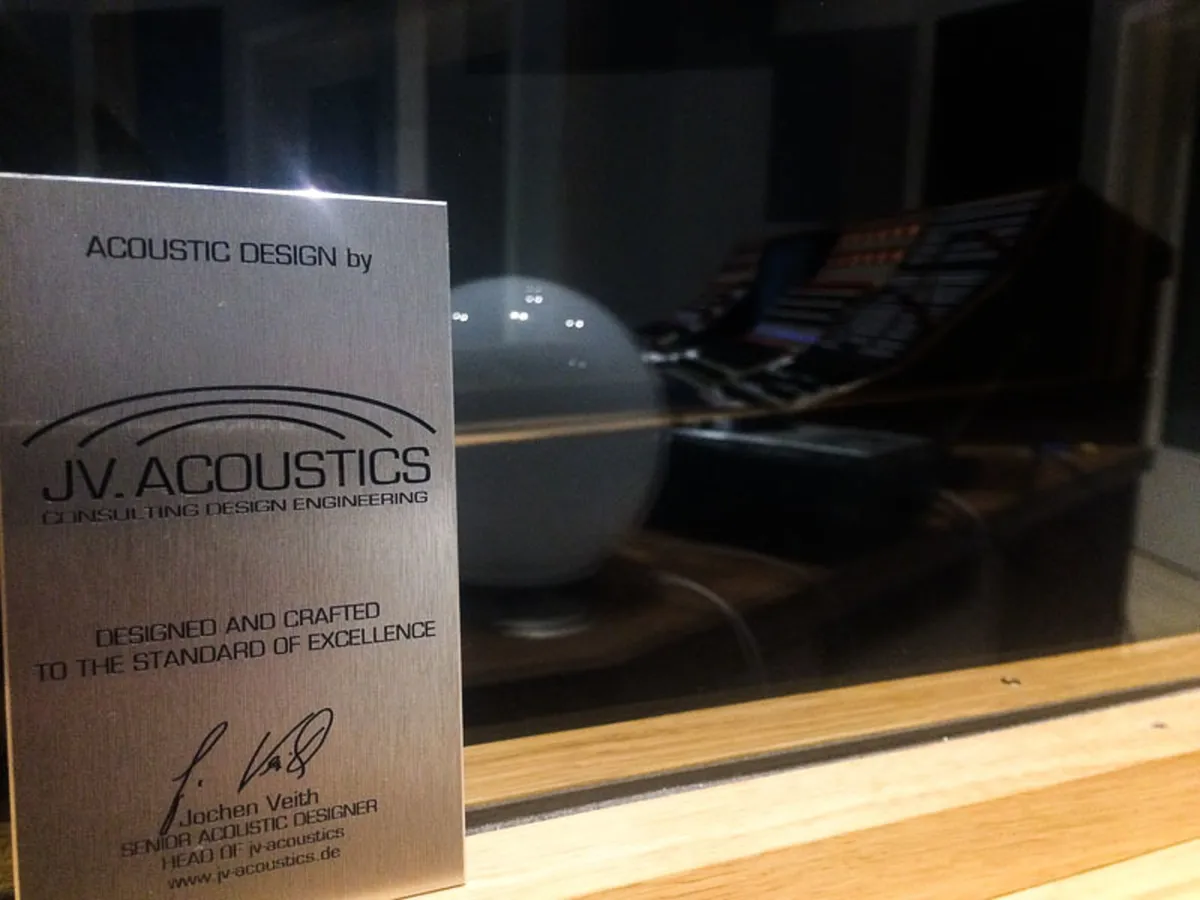 ACOUSTIC DESIGN by
JV. ACOUSTICS
CONSULTING DESIGN ENGINEERING
DESIGNED AND CRAFTED
TO THE STANDARD OF EXCELLENCE
J. Veith
Jochen Veith
SENIOR ACOUSTIC DESIGNER
HEAD OF jv-acoustics
www.jv-acoustics.de